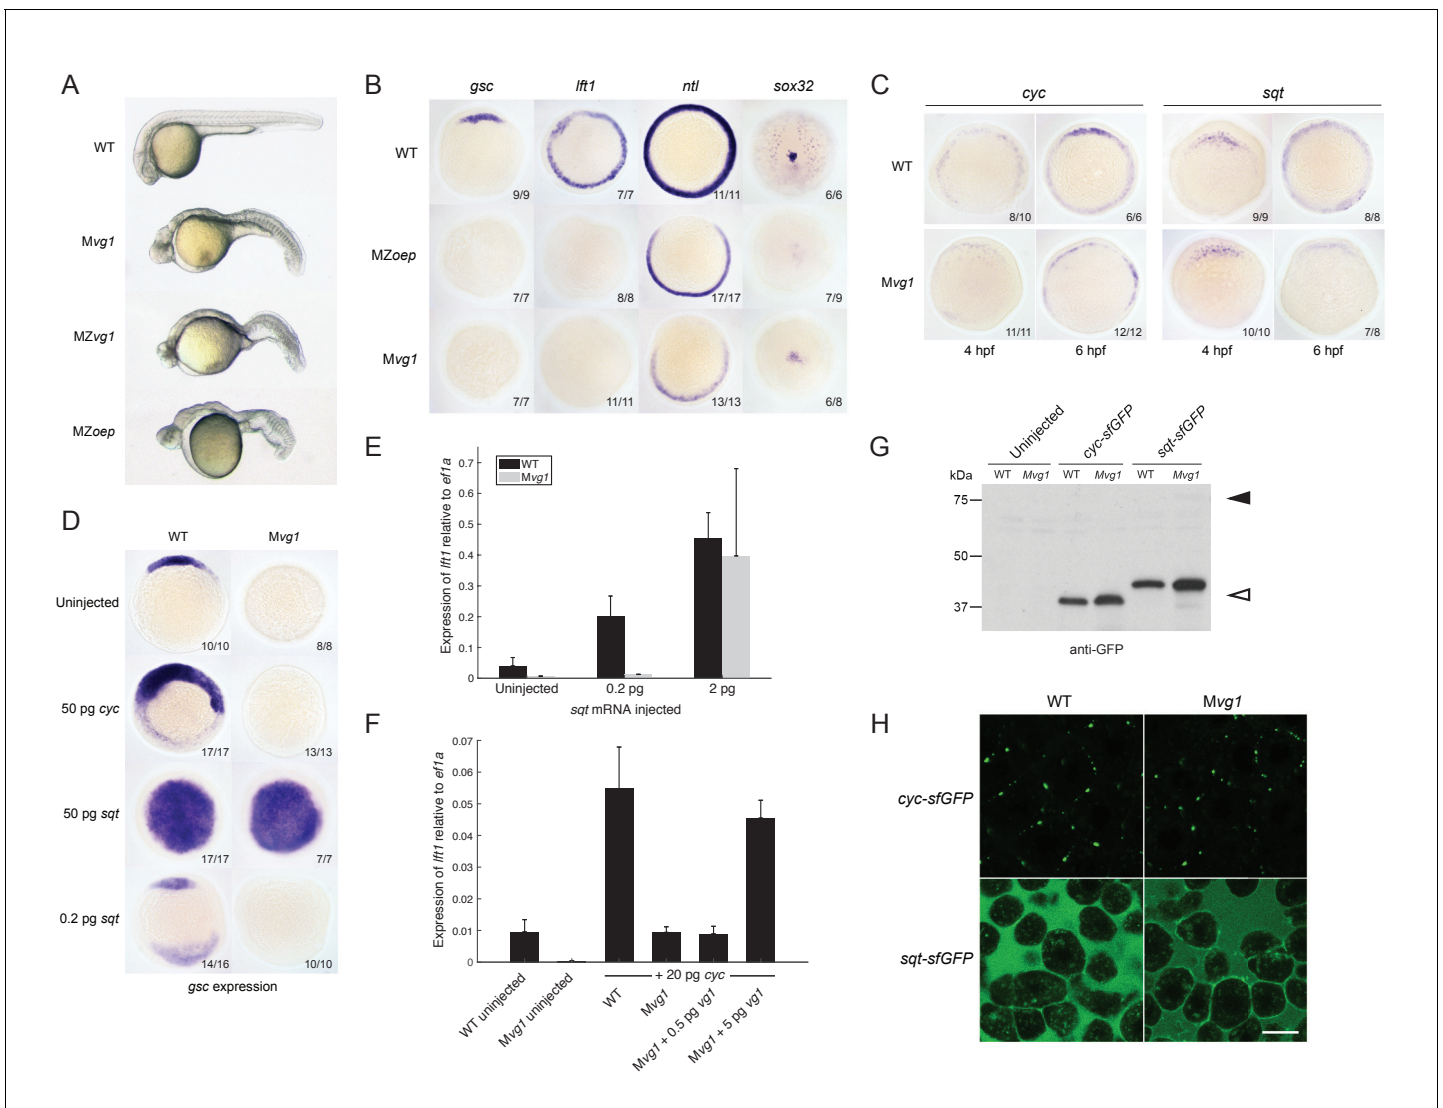 A
WT
Mvg1
MZvg1
MZoep
B
gsc lft1 ntl sox32
WT
9/9 7/7 11/11 6/6
MZoep
7/7 8/8 17/17 7/9
Mvg1
7/7 11/11 13/13 6/8
C
cyc sqt
WT
8/10 6/6 9/9 8/8
Mvg1
11/11 12/12 10/10 7/8
4 hpf 6 hpf 4 hpf 6 hpf
D
WT Mvg1
Uninjected
10/10 8/8
50 pg cyc
17/17 13/13
50 pg sqt
17/17 7/7
0.2 pg sqt
14/16 10/10
gsc expression
E
Expression of lft1 relative to ef1a
0.7
0.6
0.5
0.4
0.3
0.2
0.1
0
WT
Mvg1
Uninjected 0.2 pg 2 pg
sqt mRNA injected
F
Expression of lft1 relative to ef1a
0.07
0.06
0.05
0.04
0.03
0.02
0.01
0
+ 20 pg cyc
WT uninjected
Mvg1 uninjected
WT
Mvg1
Mvg1 + 0.5 pg vg1
Mvg1 + 5 pg vg1
G
Uninjected cyc-sfGFP sqt-sfGFP
kDa WT Mvg1 WT Mvg1 WT Mvg1
75
50
37
anti-GFP
H
WT Mvg1
cyc-sfGFP
sqt-sfGFP